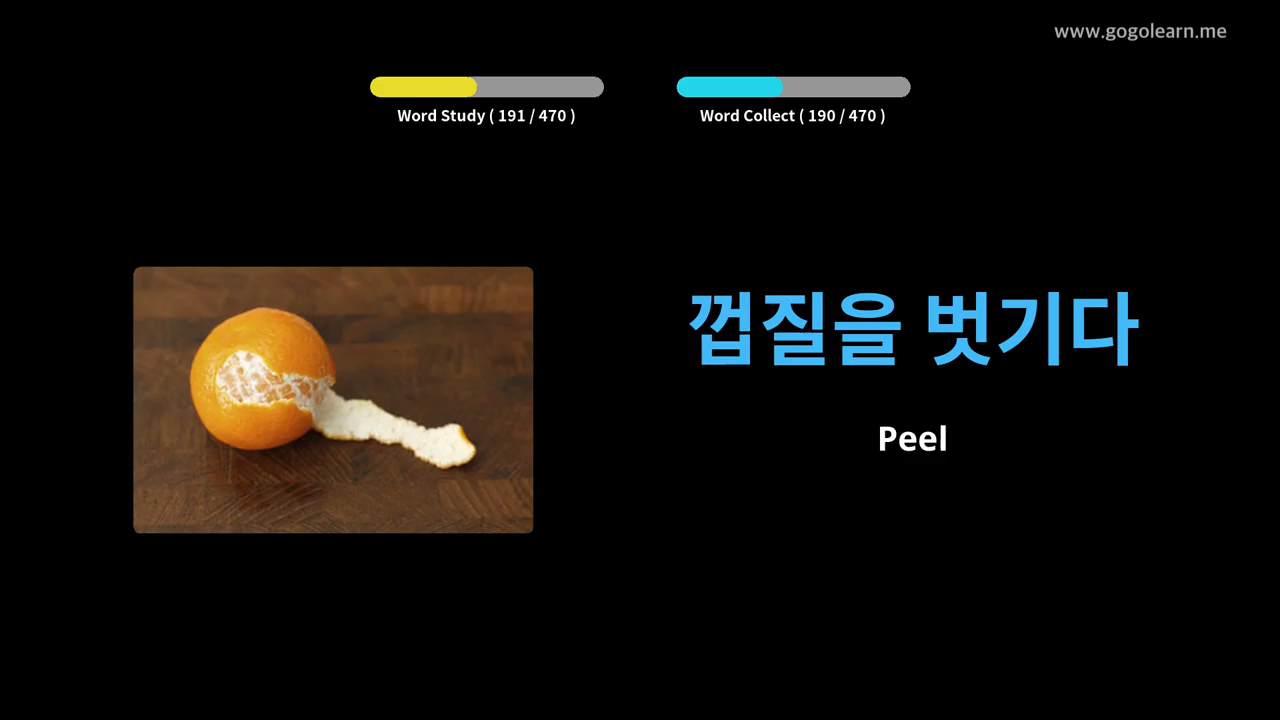 www.gogolearn.me
Word Study ( 191 / 470 )
Word Collect ( 190 / 470 )
껍질을 벗기다
Peel